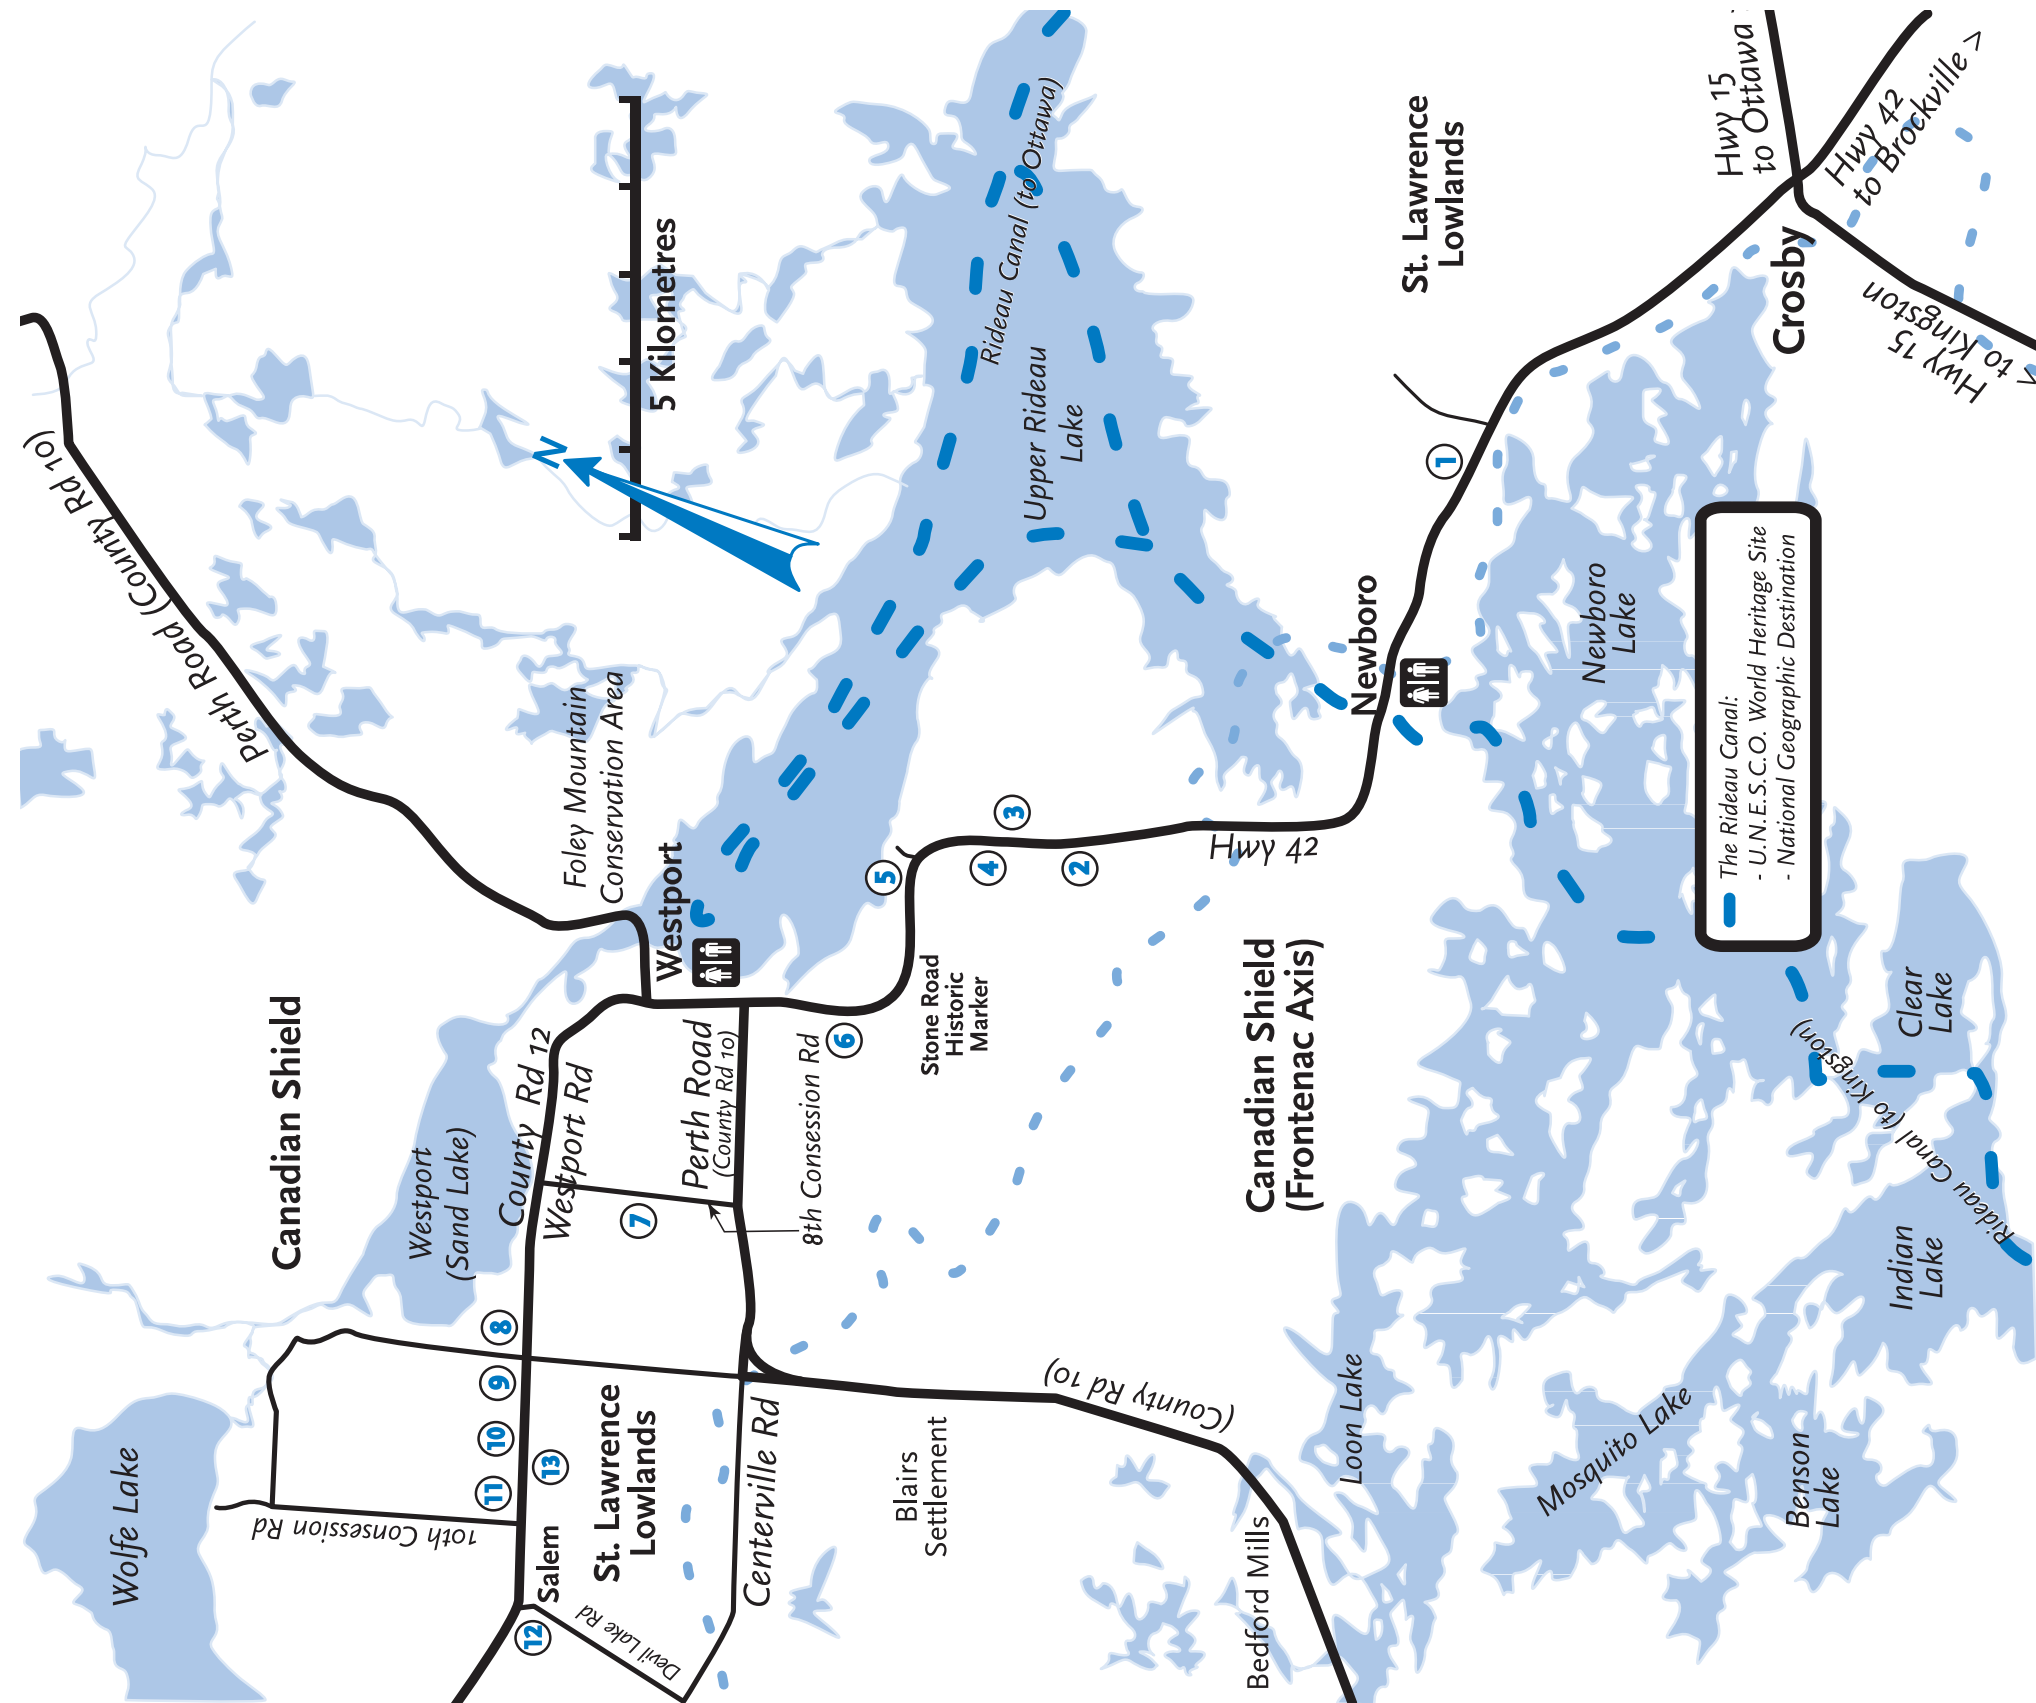 Perth Road (County Rd 10)
N
5 Kilometres
Rideau Canal (to Ottawa)
Upper Rideau
Lake
St. Lawrence
Lowlands
Hwy 15
to Ottawa
Hwy 42
to Brockville >
Crosby
Hwy 15
< to Kingston
1
Newboro
Newboro
Lake
The Rideau Canal:
- U.N.E.S.C.O. World Heritage Site
- National Geographic Destination
Foley Mountain
Conservation Area
Westport
5
4
3
2
Hwy 42
Stone Road
Historic
Marker
6
Canadian Shield
Canadian Shield
(Frontenac Axis)
Clear
Lake
Rideau Canal (to Kingston)
Indian
Lake
Westport
(Sand Lake)
County Rd 12
Westport Rd
Perth Road
(County Rd 10)
8th Consession Rd
7
8
9
10
11
13
12
Wolfe Lake
10th Consession Rd
Salem
St. Lawrence
Lowlands
Devil Lake Rd
Centerville Rd
Blairs
Settlement
(County Rd 10)
Bedford Mills
Loon Lake
Mosquito Lake
Benson
Lake